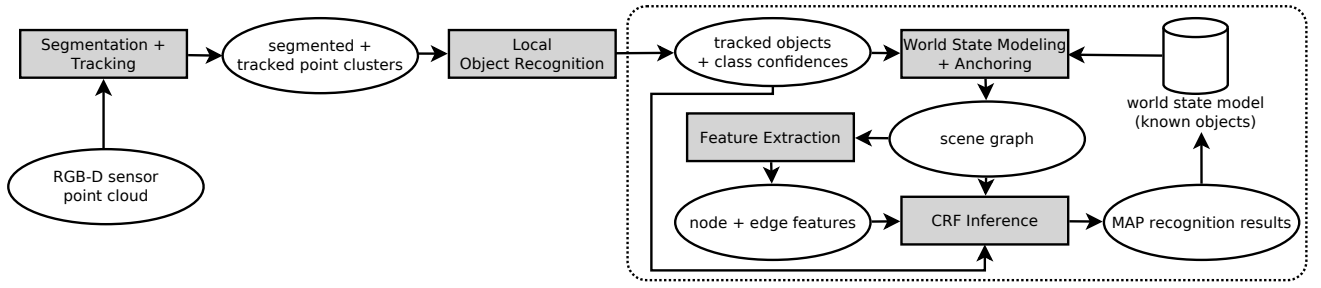 Segmentation +
Tracking
segmented +
tracked point clusters
Local
Object Recognition
tracked objects
+ class confidences
World State Modeling
+ Anchoring
world state model
(known objects)
Feature Extraction
scene graph
RGB-D sensor
point cloud
node + edge features
CRF Inference
MAP recognition results